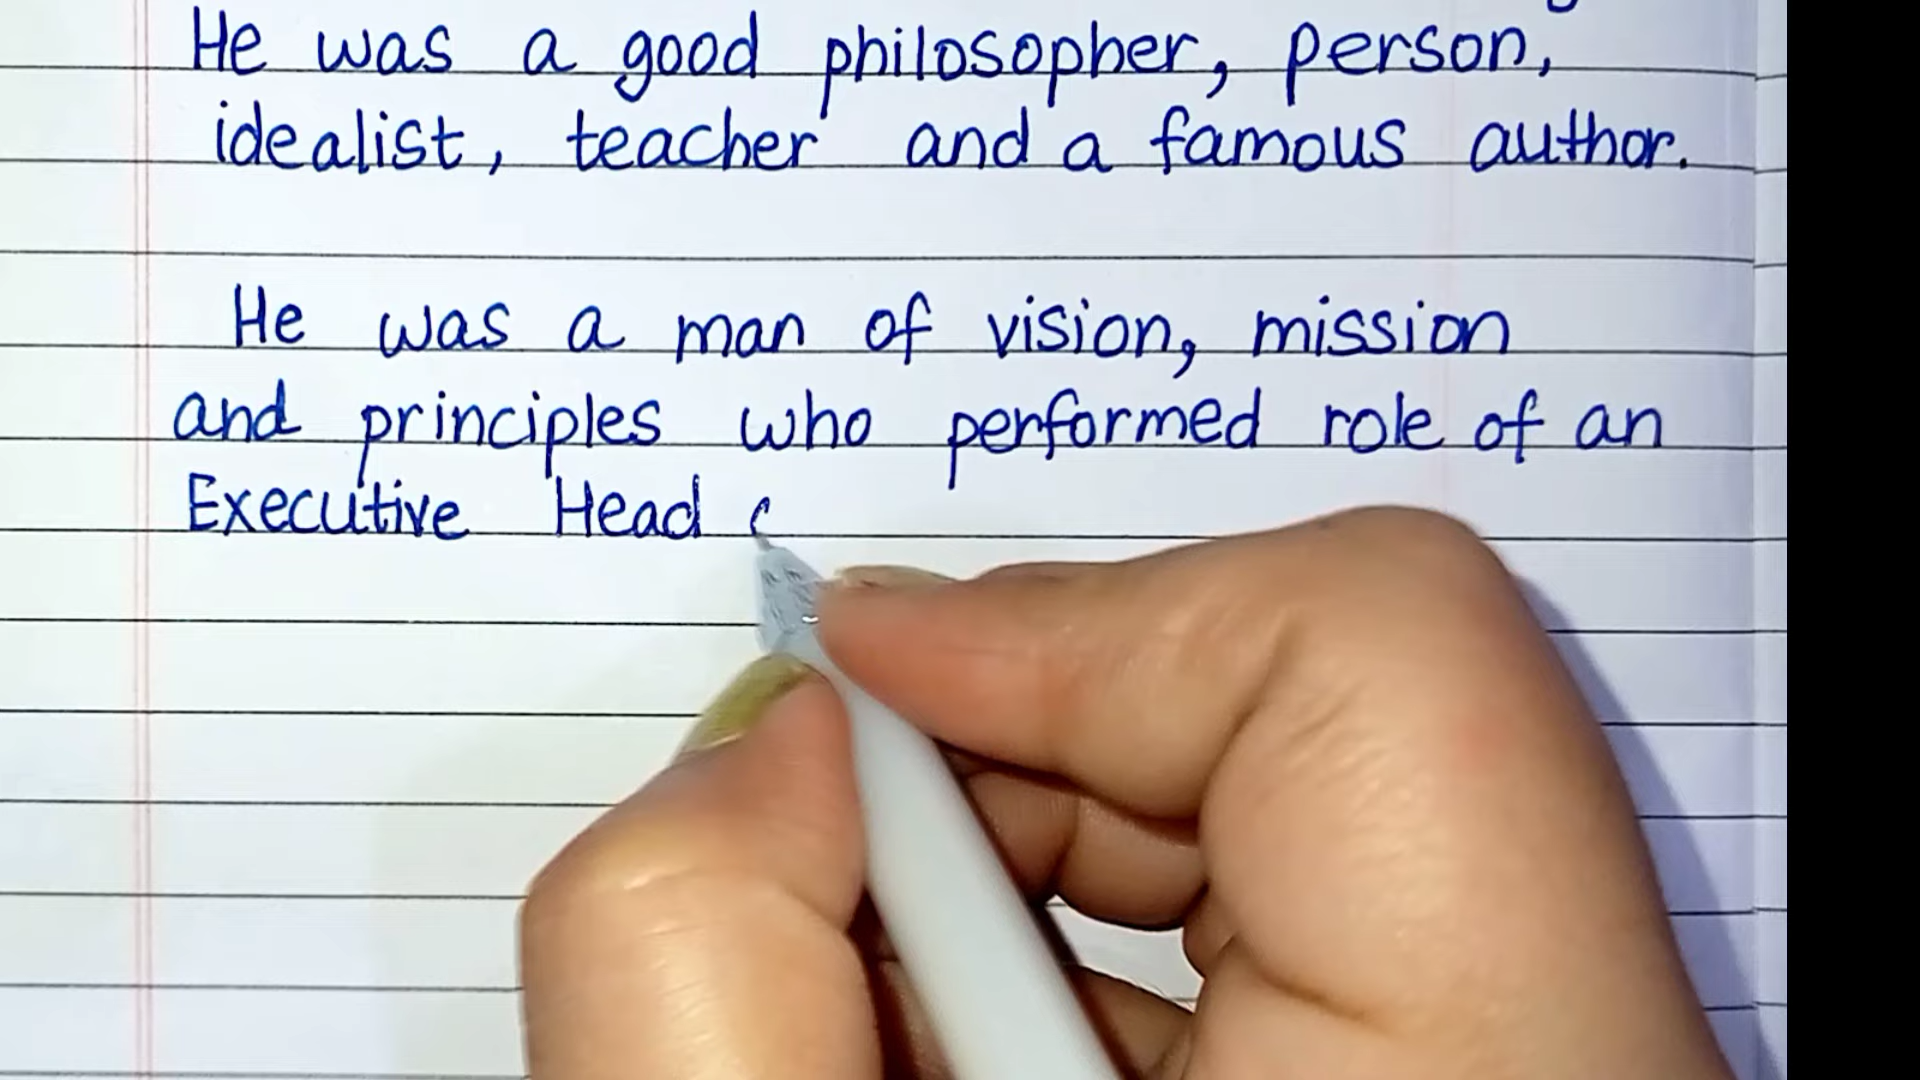 He was a good philosopher, person,
idealist, teacher and a famous author.
He was a man of vision, mission
and principles who performed role of an
Executive Head